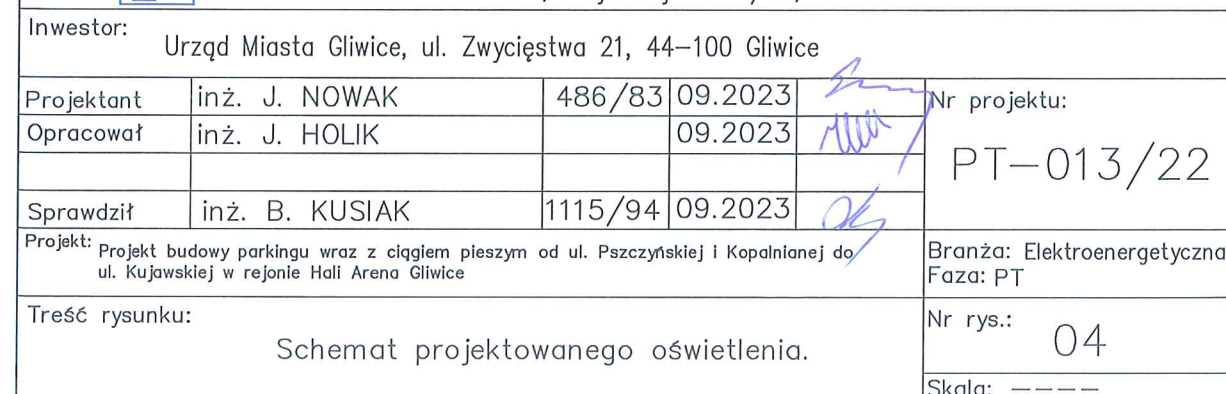 Inwestor:
Urząd Miasta Gliwice, ul. Zwycięstwa 21, 44–100 Gliwice
Projektant inż. J. NOWAK 486/83 09.2023
Opracował inż. J. HOLIK 09.2023
Sprawdził inż. B. KUSIAK 1115/94 09.2023
Nr projektu:
PT–013/22
Projekt: Projekt budowy parkingu wraz z ciągiem pieszym od ul. Pszczyńskiej i Kopalnianej do
ul. Kujawskiej w rejonie Hali Arena Gliwice
Branża: Elektroenergetyczna
Faza: PT
Treść rysunku:
Schemat projektowanego oświetlenia.
Nr rys.: 04
Skala: ––––